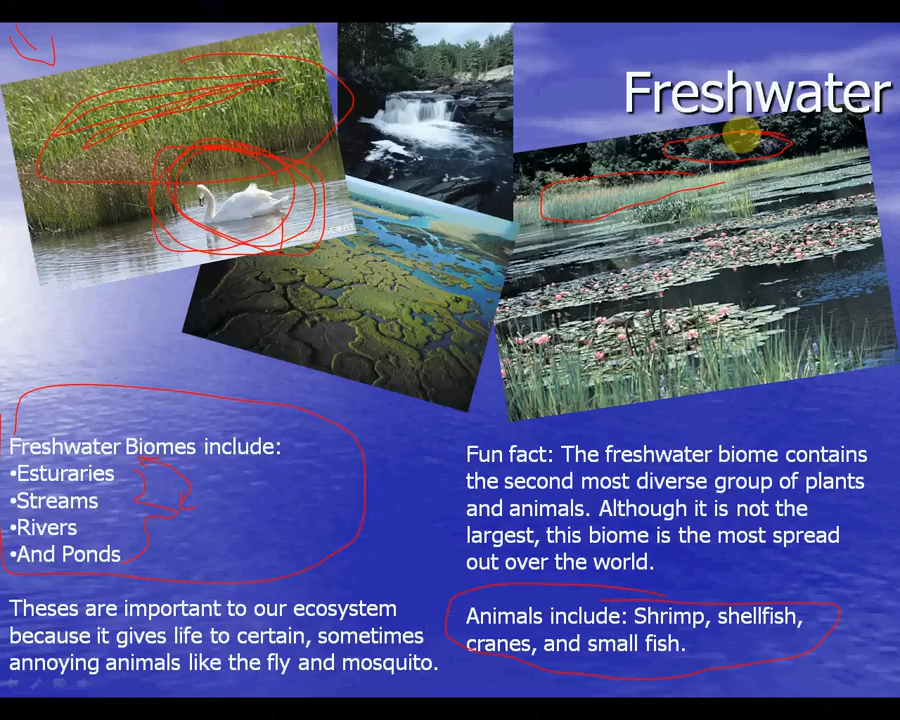 Freshwater
Freshwater Biomes include:
•Esturaries
•Streams
•Rivers
•And Ponds
Theses are important to our ecosystem
because it gives life to certain, sometimes
annoying animals like the fly and mosquito.
Fun fact: The freshwater biome contains
the second most diverse group of plants
and animals. Although it is not the
largest, this biome is the most spread
out over the world.
Animals include: Shrimp, shellfish,
cranes, and small fish.